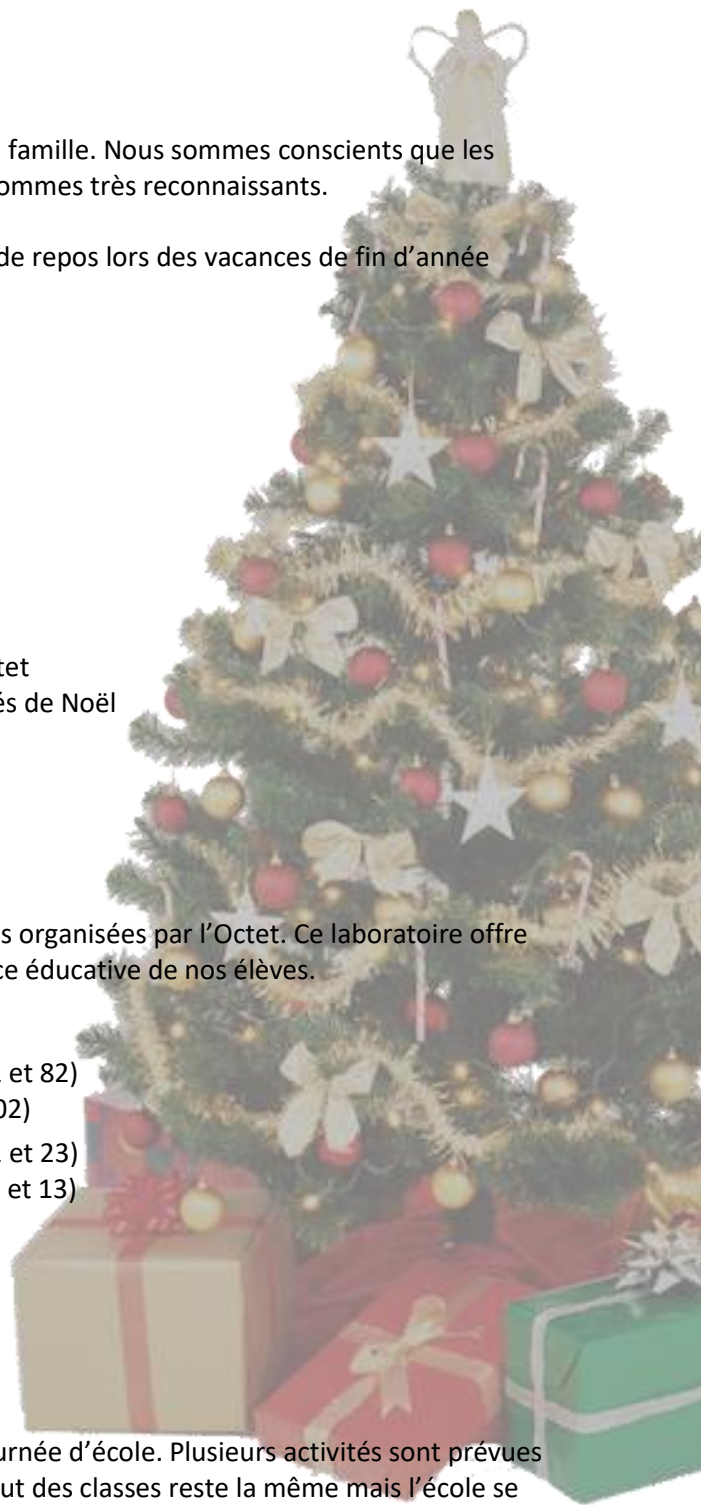 famille. Nous sommes conscients que les
ommes très reconnaissants.
de repos lors des vacances de fin d’année
tet
és de Noël
s organisées par l’Octet. Ce laboratoire offre
ce éducative de nos élèves.
et 82)
02)
et 23)
et 13)
urnée d’école. Plusieurs activités sont prévues
ut des classes reste la même mais l’école se